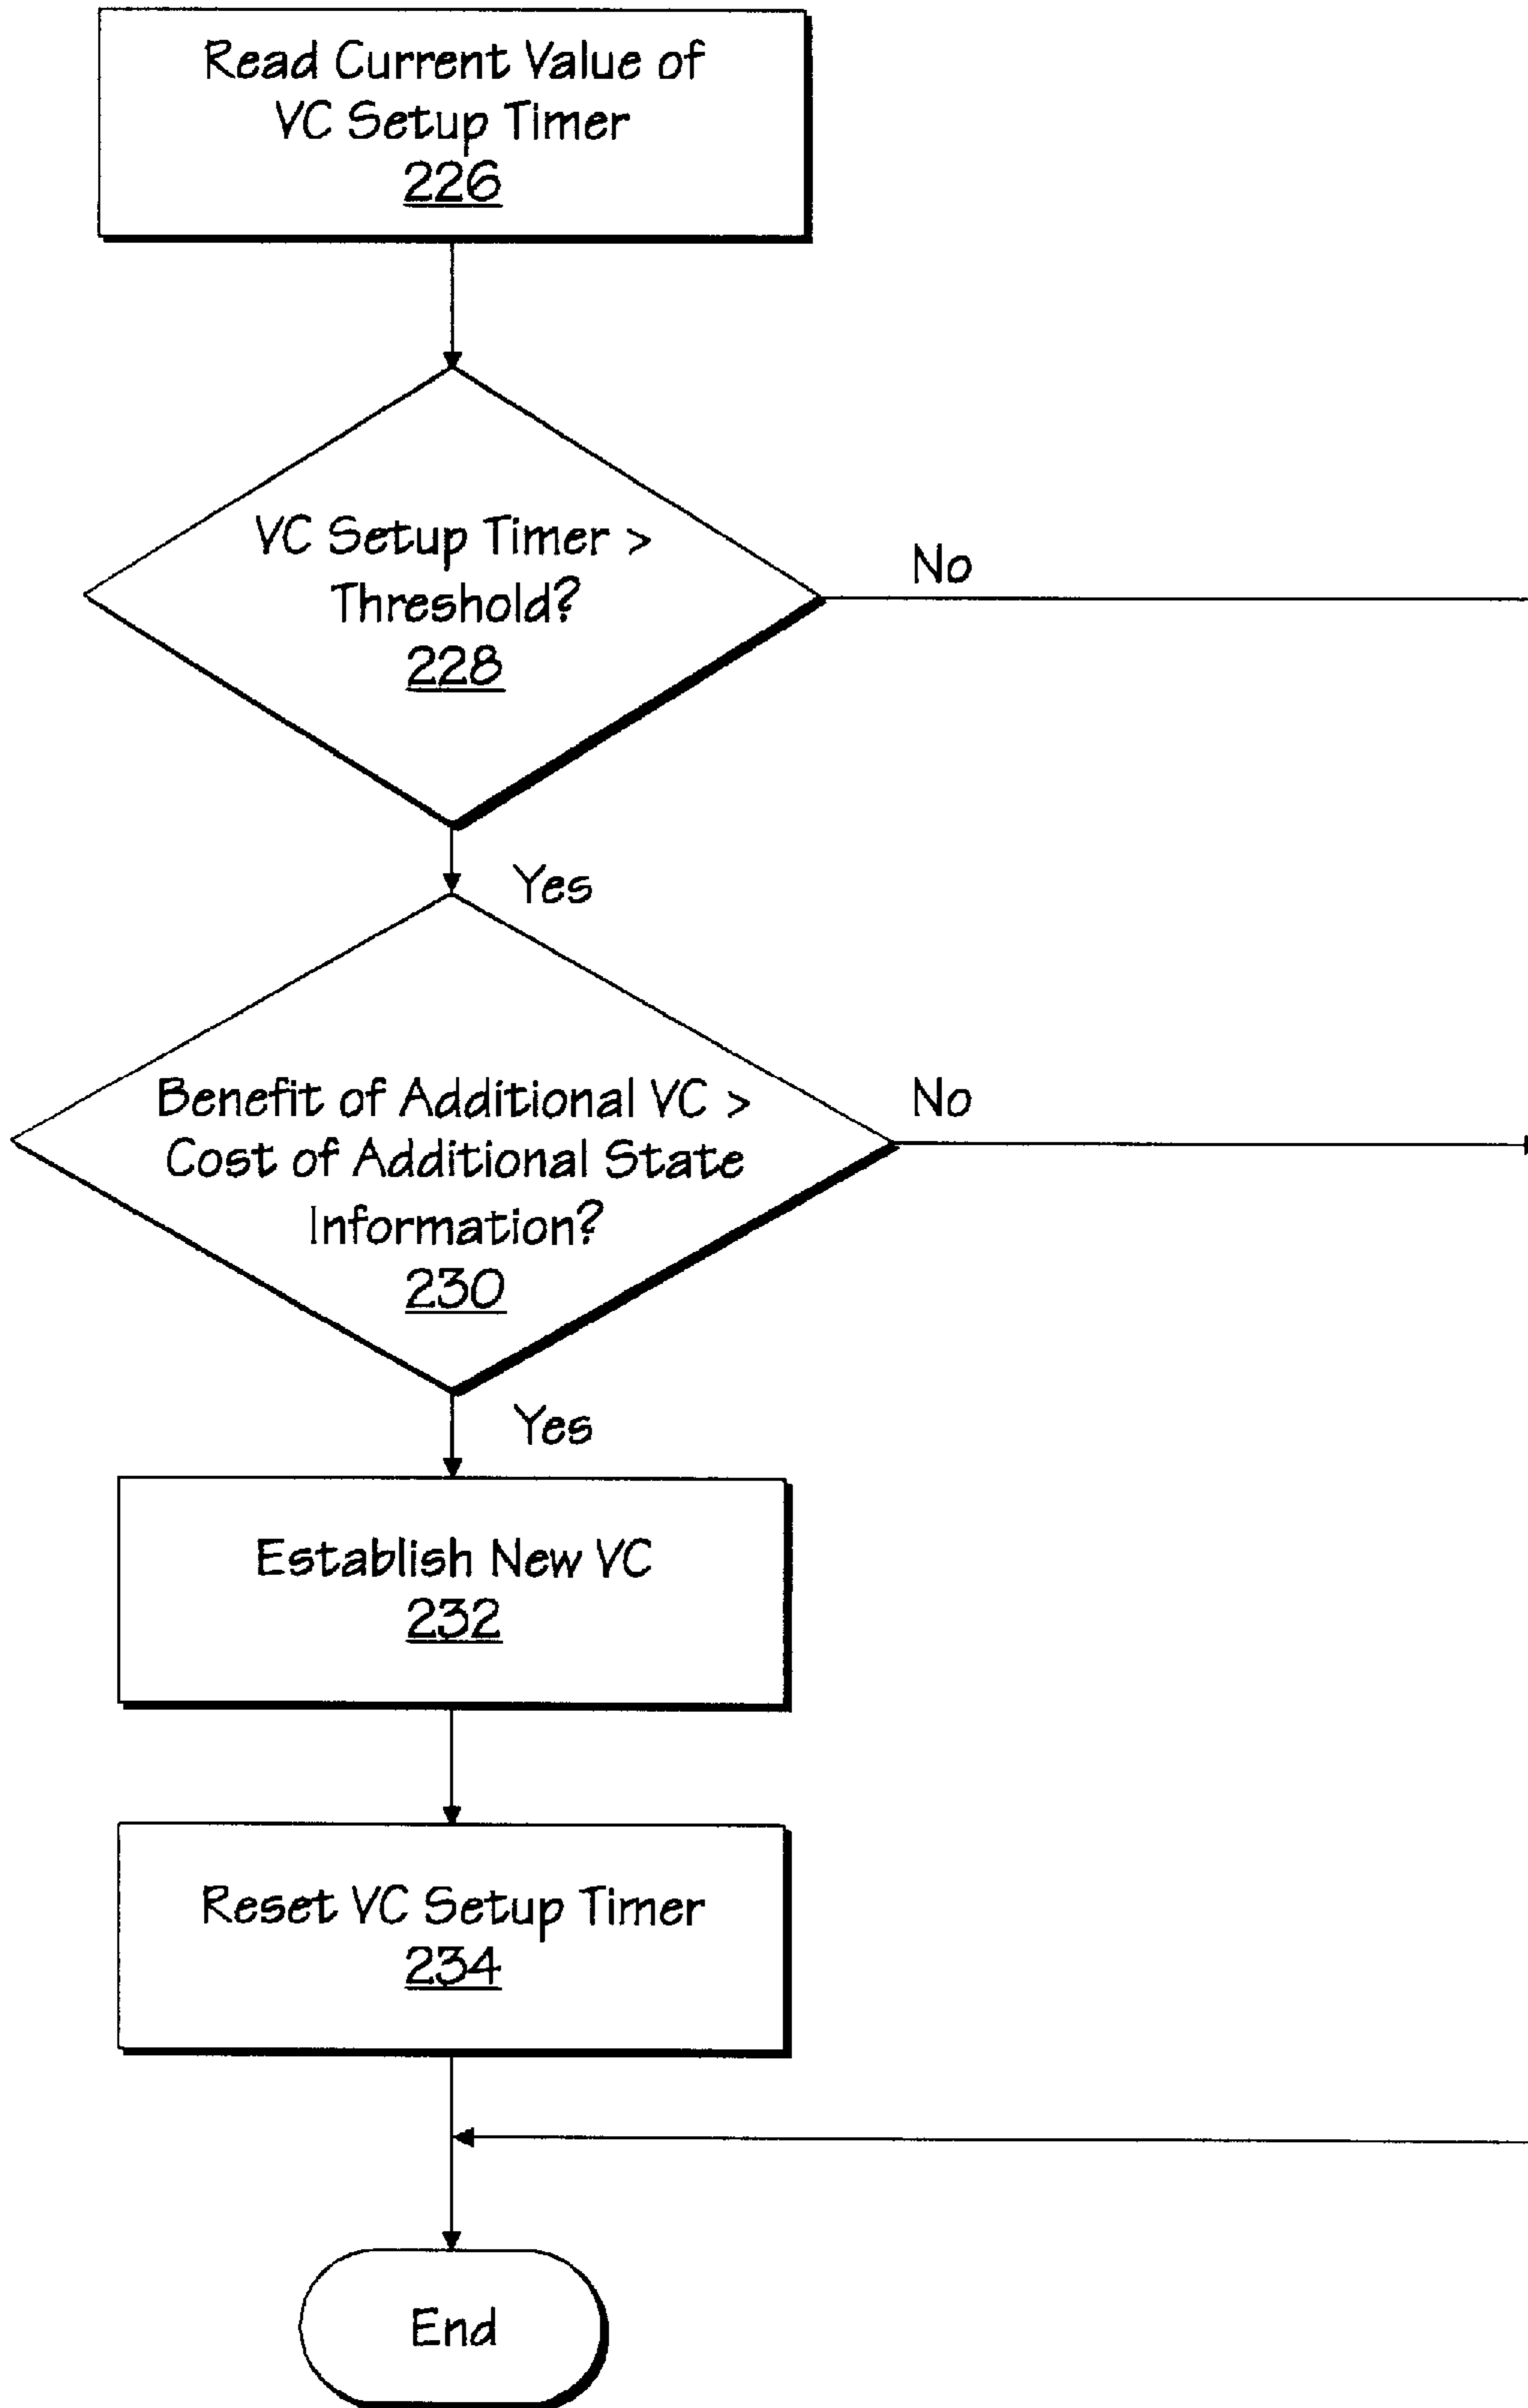 Read Current Value of
VC Setup Timer
226
VC Setup Timer >
Threshold?
228
No
Yes
Benefit of Additional VC >
Cost of Additional State
Information?
230
No
Yes
Establish New VC
232
Reset VC Setup Timer
234
End